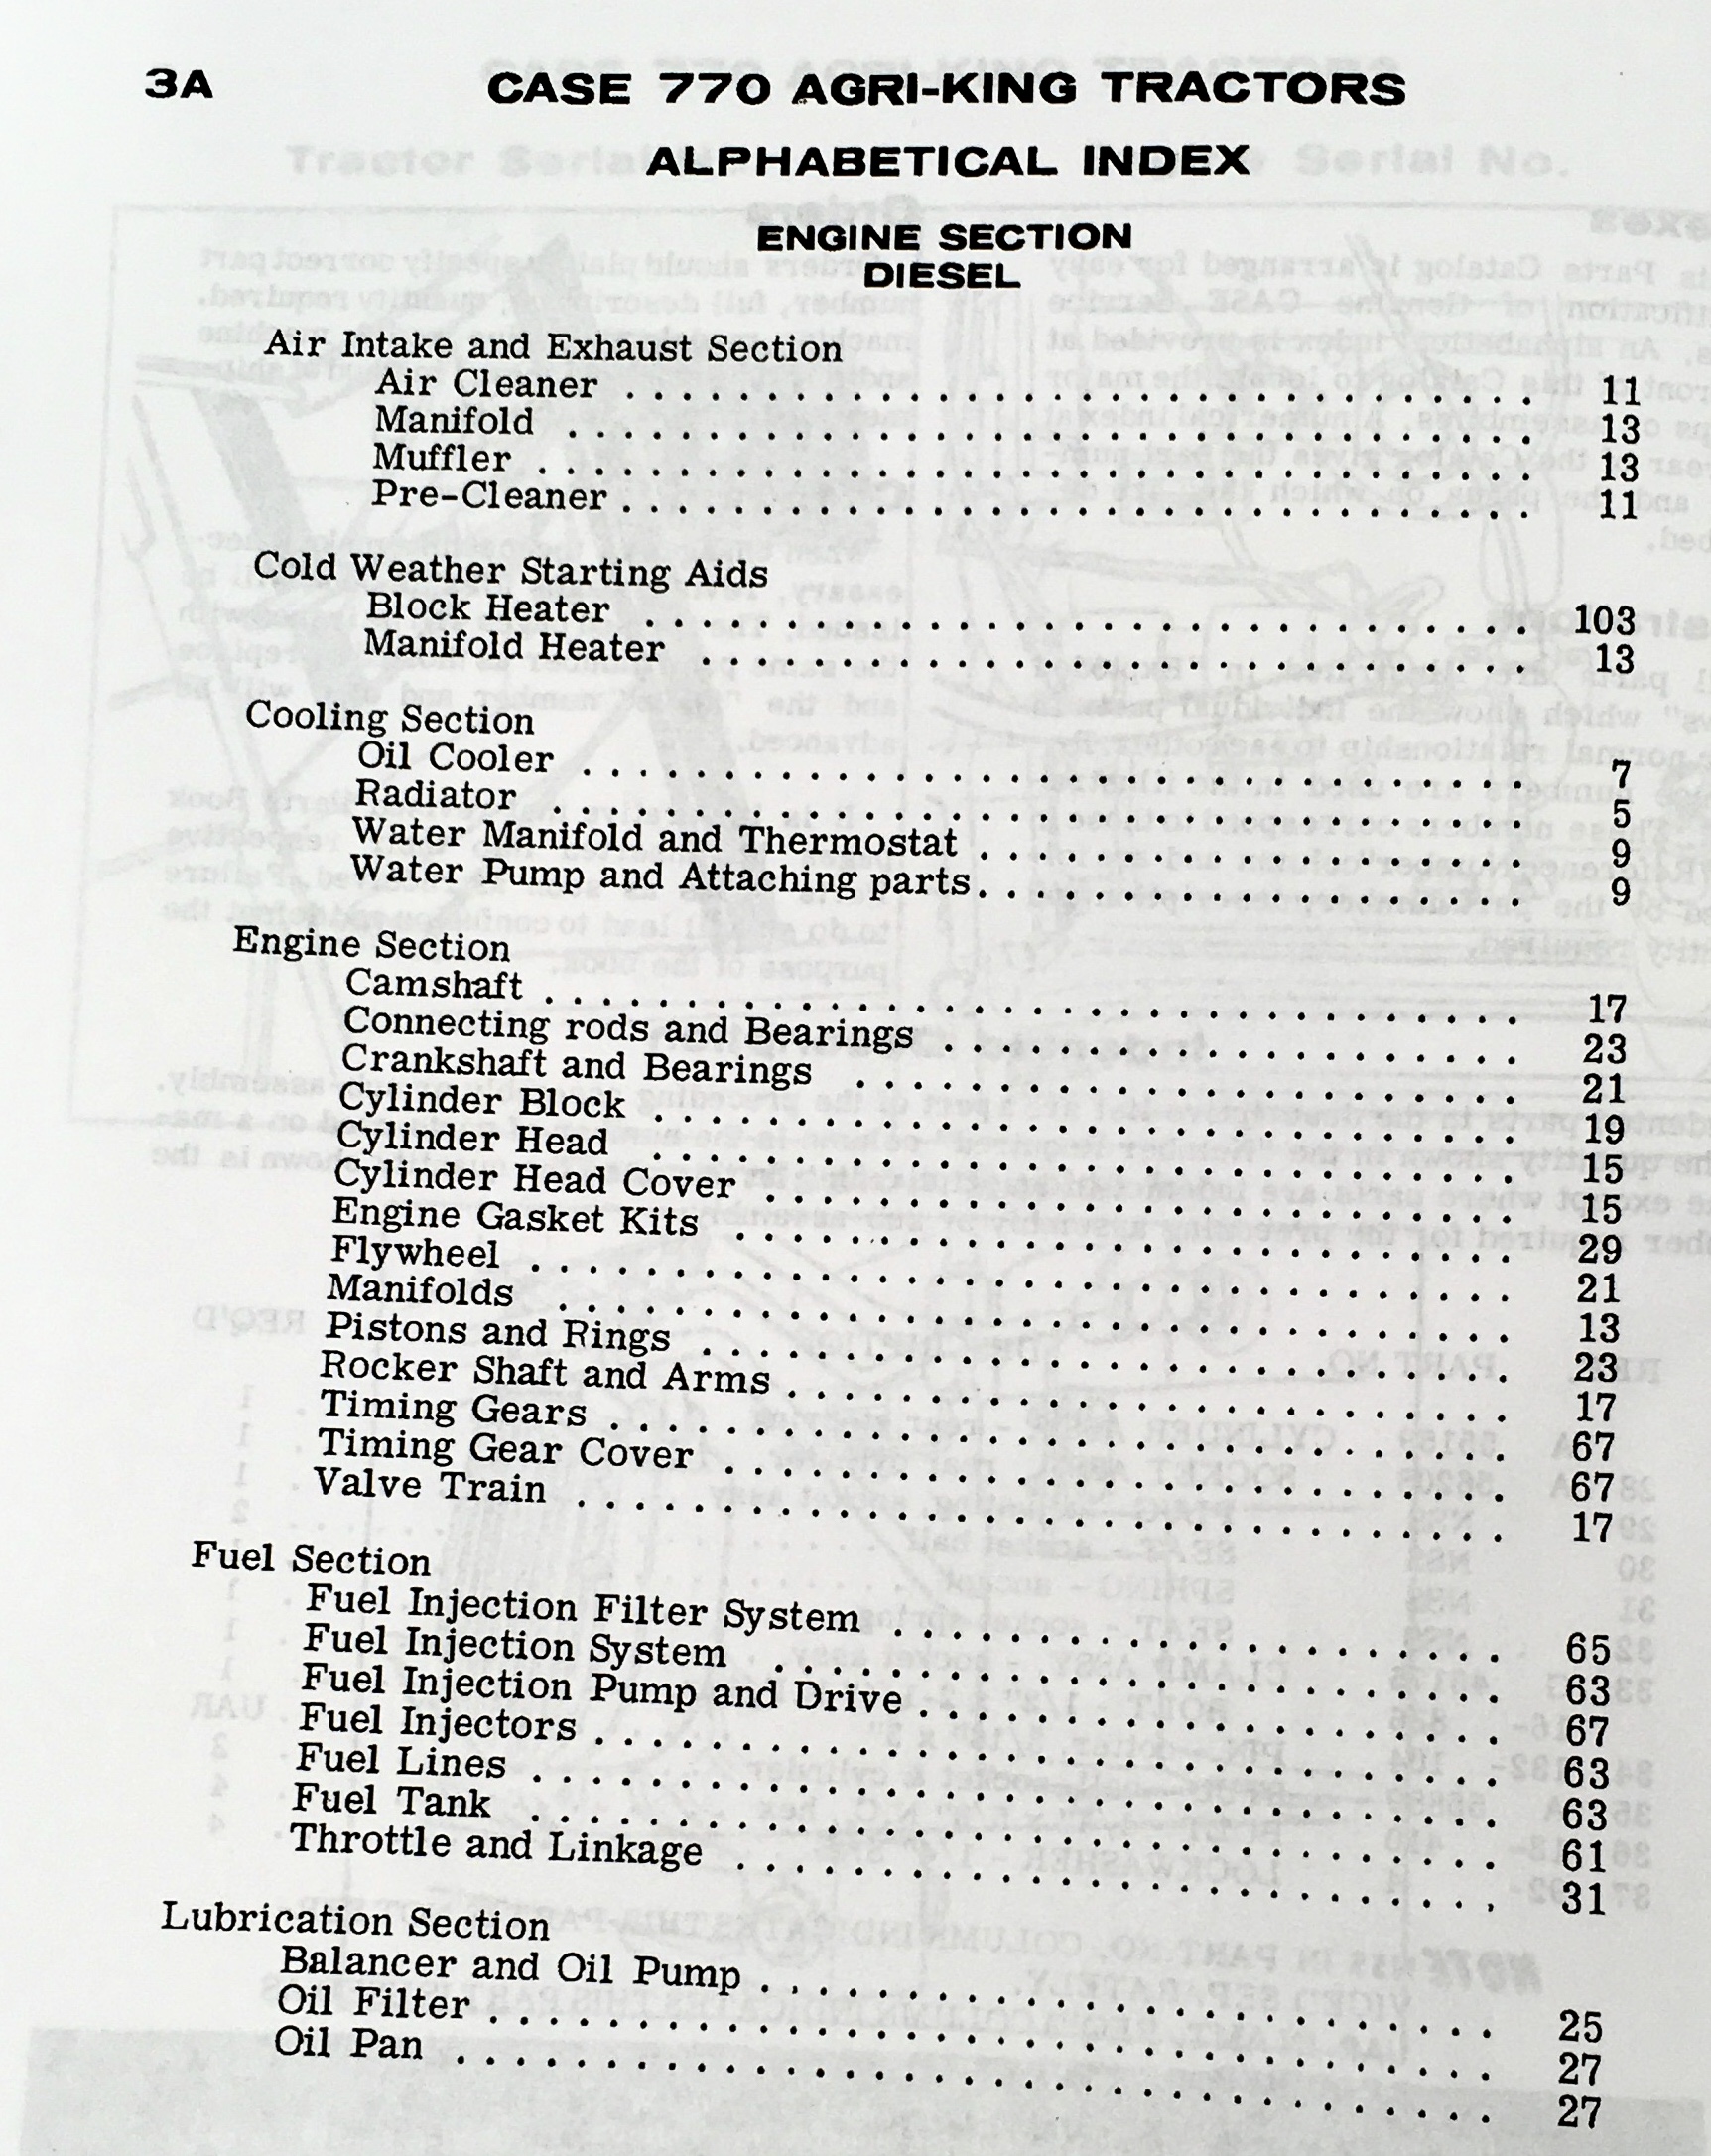 3A
CASE 770 AGRI-KING TRACTORS
ALPHABETICAL INDEX
ENGINE SECTION
DIESEL
Air Intake and Exhaust Section
Air Cleaner . . . . . . . . . . . . . . . . . . . . 11
Manifold . . . . . . . . . . . . . . . . . . . . 13
Muffler . . . . . . . . . . . . . . . . . . . . 13
Pre-Cleaner . . . . . . . . . . . . . . . . . . . . 11
Cold Weather Starting Aids
Block Heater . . . . . . . . . . . . . . . . . . . . 103
Manifold Heater . . . . . . . . . . . . . . . . . . . . 13
Cooling Section
Oil Cooler . . . . . . . . . . . . . . . . . . . . 7
Radiator . . . . . . . . . . . . . . . . . . . . 5
Water Manifold and Thermostat . . . . . . . . . . . . . . . . . . . . 9
Water Pump and Attaching parts . . . . . . . . . . . . . . . . . . . . 9
Engine Section
Camshaft . . . . . . . . . . . . . . . . . . . . 17
Connecting rods and Bearings . . . . . . . . . . . . . . . . . . . . 23
Crankshaft and Bearings . . . . . . . . . . . . . . . . . . . . 21
Cylinder Block . . . . . . . . . . . . . . . . . . . . 19
Cylinder Head . . . . . . . . . . . . . . . . . . . . 15
Cylinder Head Cover . . . . . . . . . . . . . . . . . . . . 15
Engine Gasket Kits . . . . . . . . . . . . . . . . . . . . 29
Flywheel . . . . . . . . . . . . . . . . . . . . 21
Manifolds . . . . . . . . . . . . . . . . . . . . 13
Pistons and Rings . . . . . . . . . . . . . . . . . . . . 23
Rocker Shaft and Arms . . . . . . . . . . . . . . . . . . . . 17
Timing Gears . . . . . . . . . . . . . . . . . . . . 67
Timing Gear Cover . . . . . . . . . . . . . . . . . . . . 67
Valve Train . . . . . . . . . . . . . . . . . . . . 17
Fuel Section
Fuel Injection Filter System . . . . . . . . . . . . . . . . . . . . 65
Fuel Injection System . . . . . . . . . . . . . . . . . . . . 63
Fuel Injection Pump and Drive . . . . . . . . . . . . . . . . . . . . 67
Fuel Injectors . . . . . . . . . . . . . . . . . . . . 63
Fuel Lines . . . . . . . . . . . . . . . . . . . . 63
Fuel Tank . . . . . . . . . . . . . . . . . . . . 61
Throttle and Linkage . . . . . . . . . . . . . . . . . . . . 31
Lubrication Section
Balancer and Oil Pump . . . . . . . . . . . . . . . . . . . . 25
Oil Filter . . . . . . . . . . . . . . . . . . . . 27
Oil Pan . . . . . . . . . . . . . . . . . . . . 27